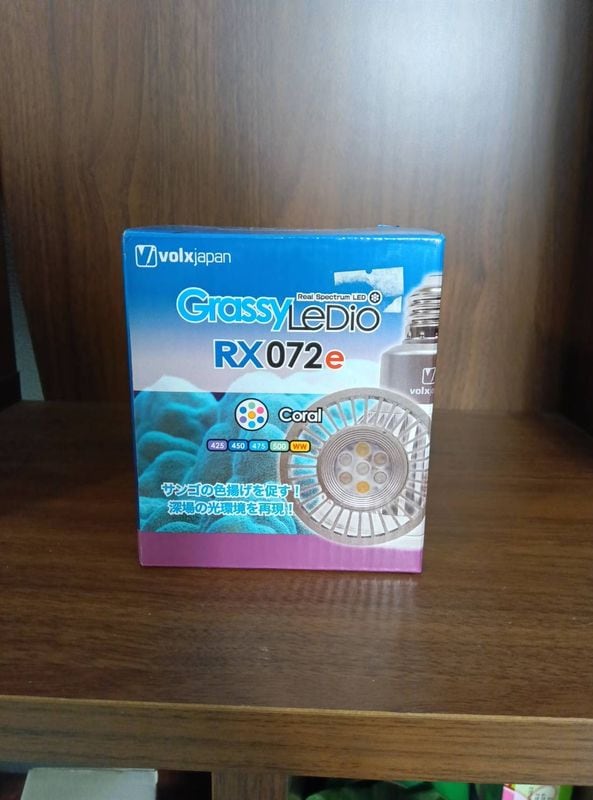 volxjapan
Real Spectrum LED
GrassyLeDio
RX072e
volx
Coral
425 450 475 500 WW
サンゴの色揚げを促す！
深場の光環境を再現！